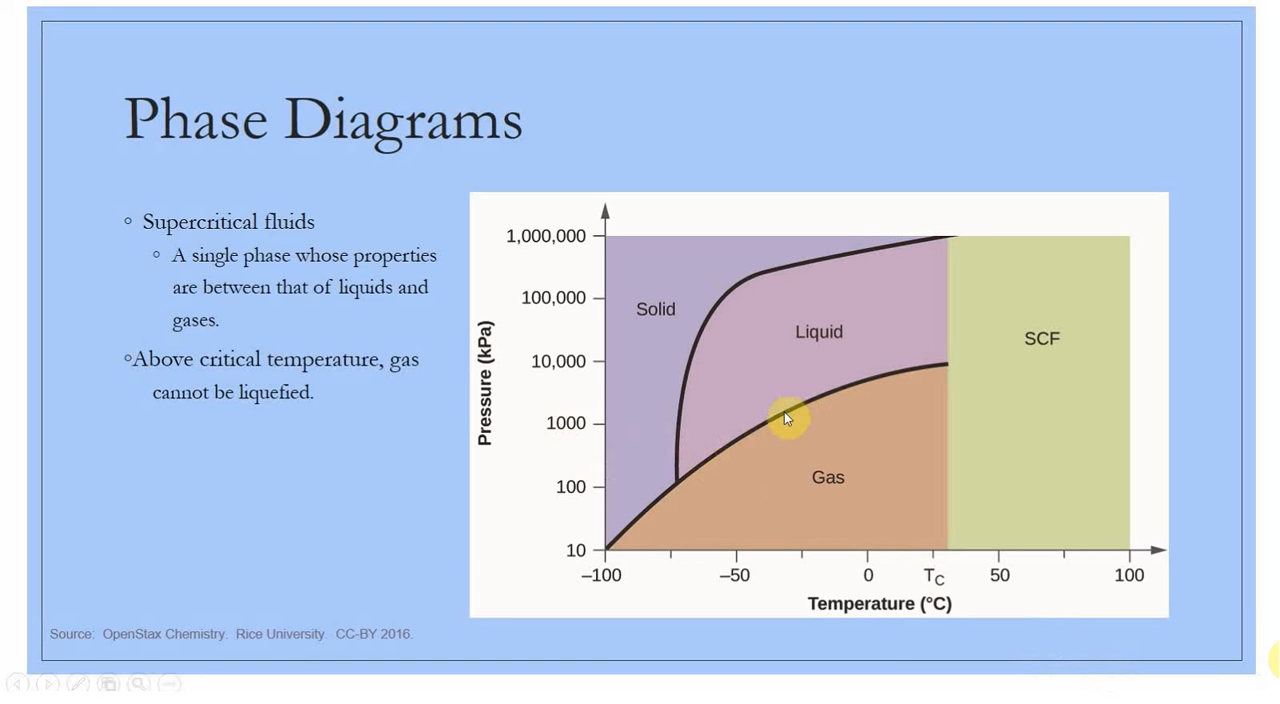 Phase Diagrams
◦ Supercritical fluids
◦ A single phase whose properties
are between that of liquids and
gases.
◦Above critical temperature, gas
cannot be liquefied.
Pressure (kPa)
1,000,000
100,000
10,000
1000
100
10
Solid
Liquid
SCF
Gas
–100
–50
0
TC
50
100
Temperature (°C)
Source: OpenStax Chemistry. Rice University. CC-BY 2016.